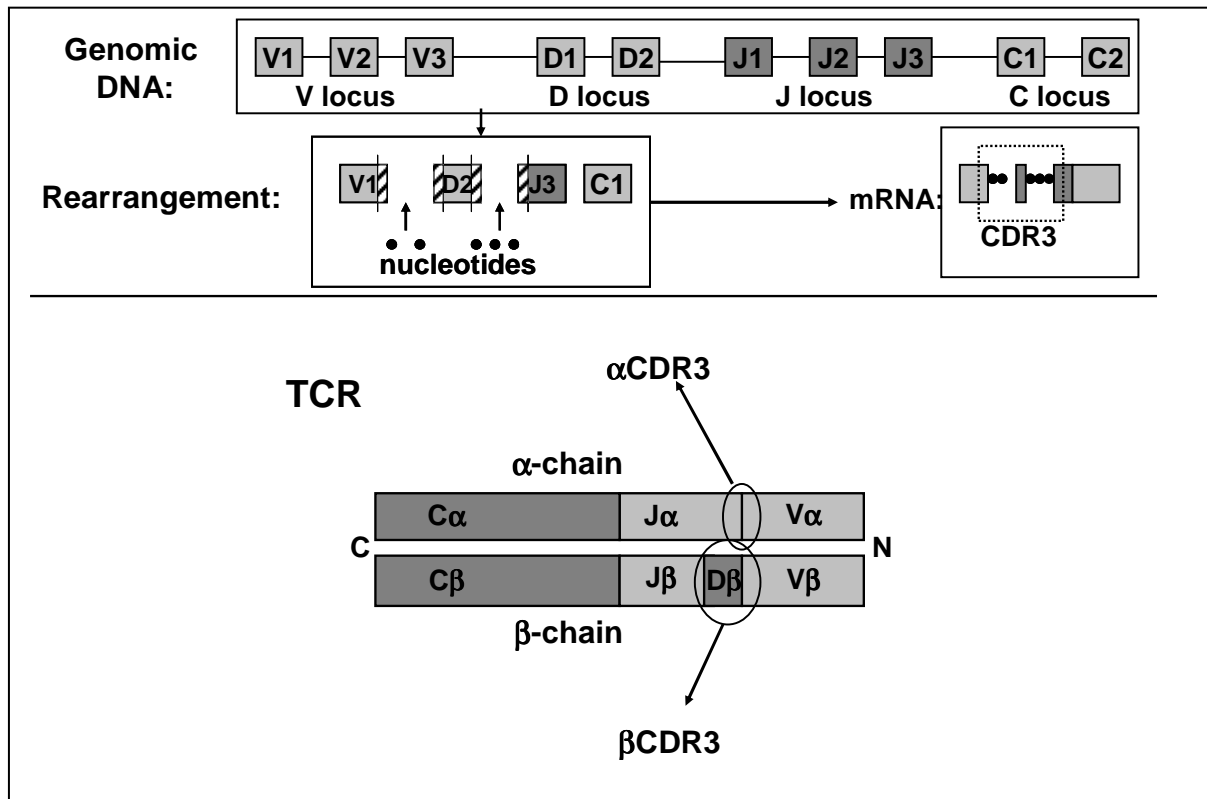 Genomic
DNA:
V1 V2 V3 D1 D2 J1 J2 J3 C1 C2
V locus D locus J locus C locus
Rearrangement:
V1 D2 J3 C1
nucleotides
mRNA:
CDR3
αCDR3
TCR
α-chain
Cα Jα Vα
C N
Cβ Jβ Dβ Vβ
β-chain
βCDR3